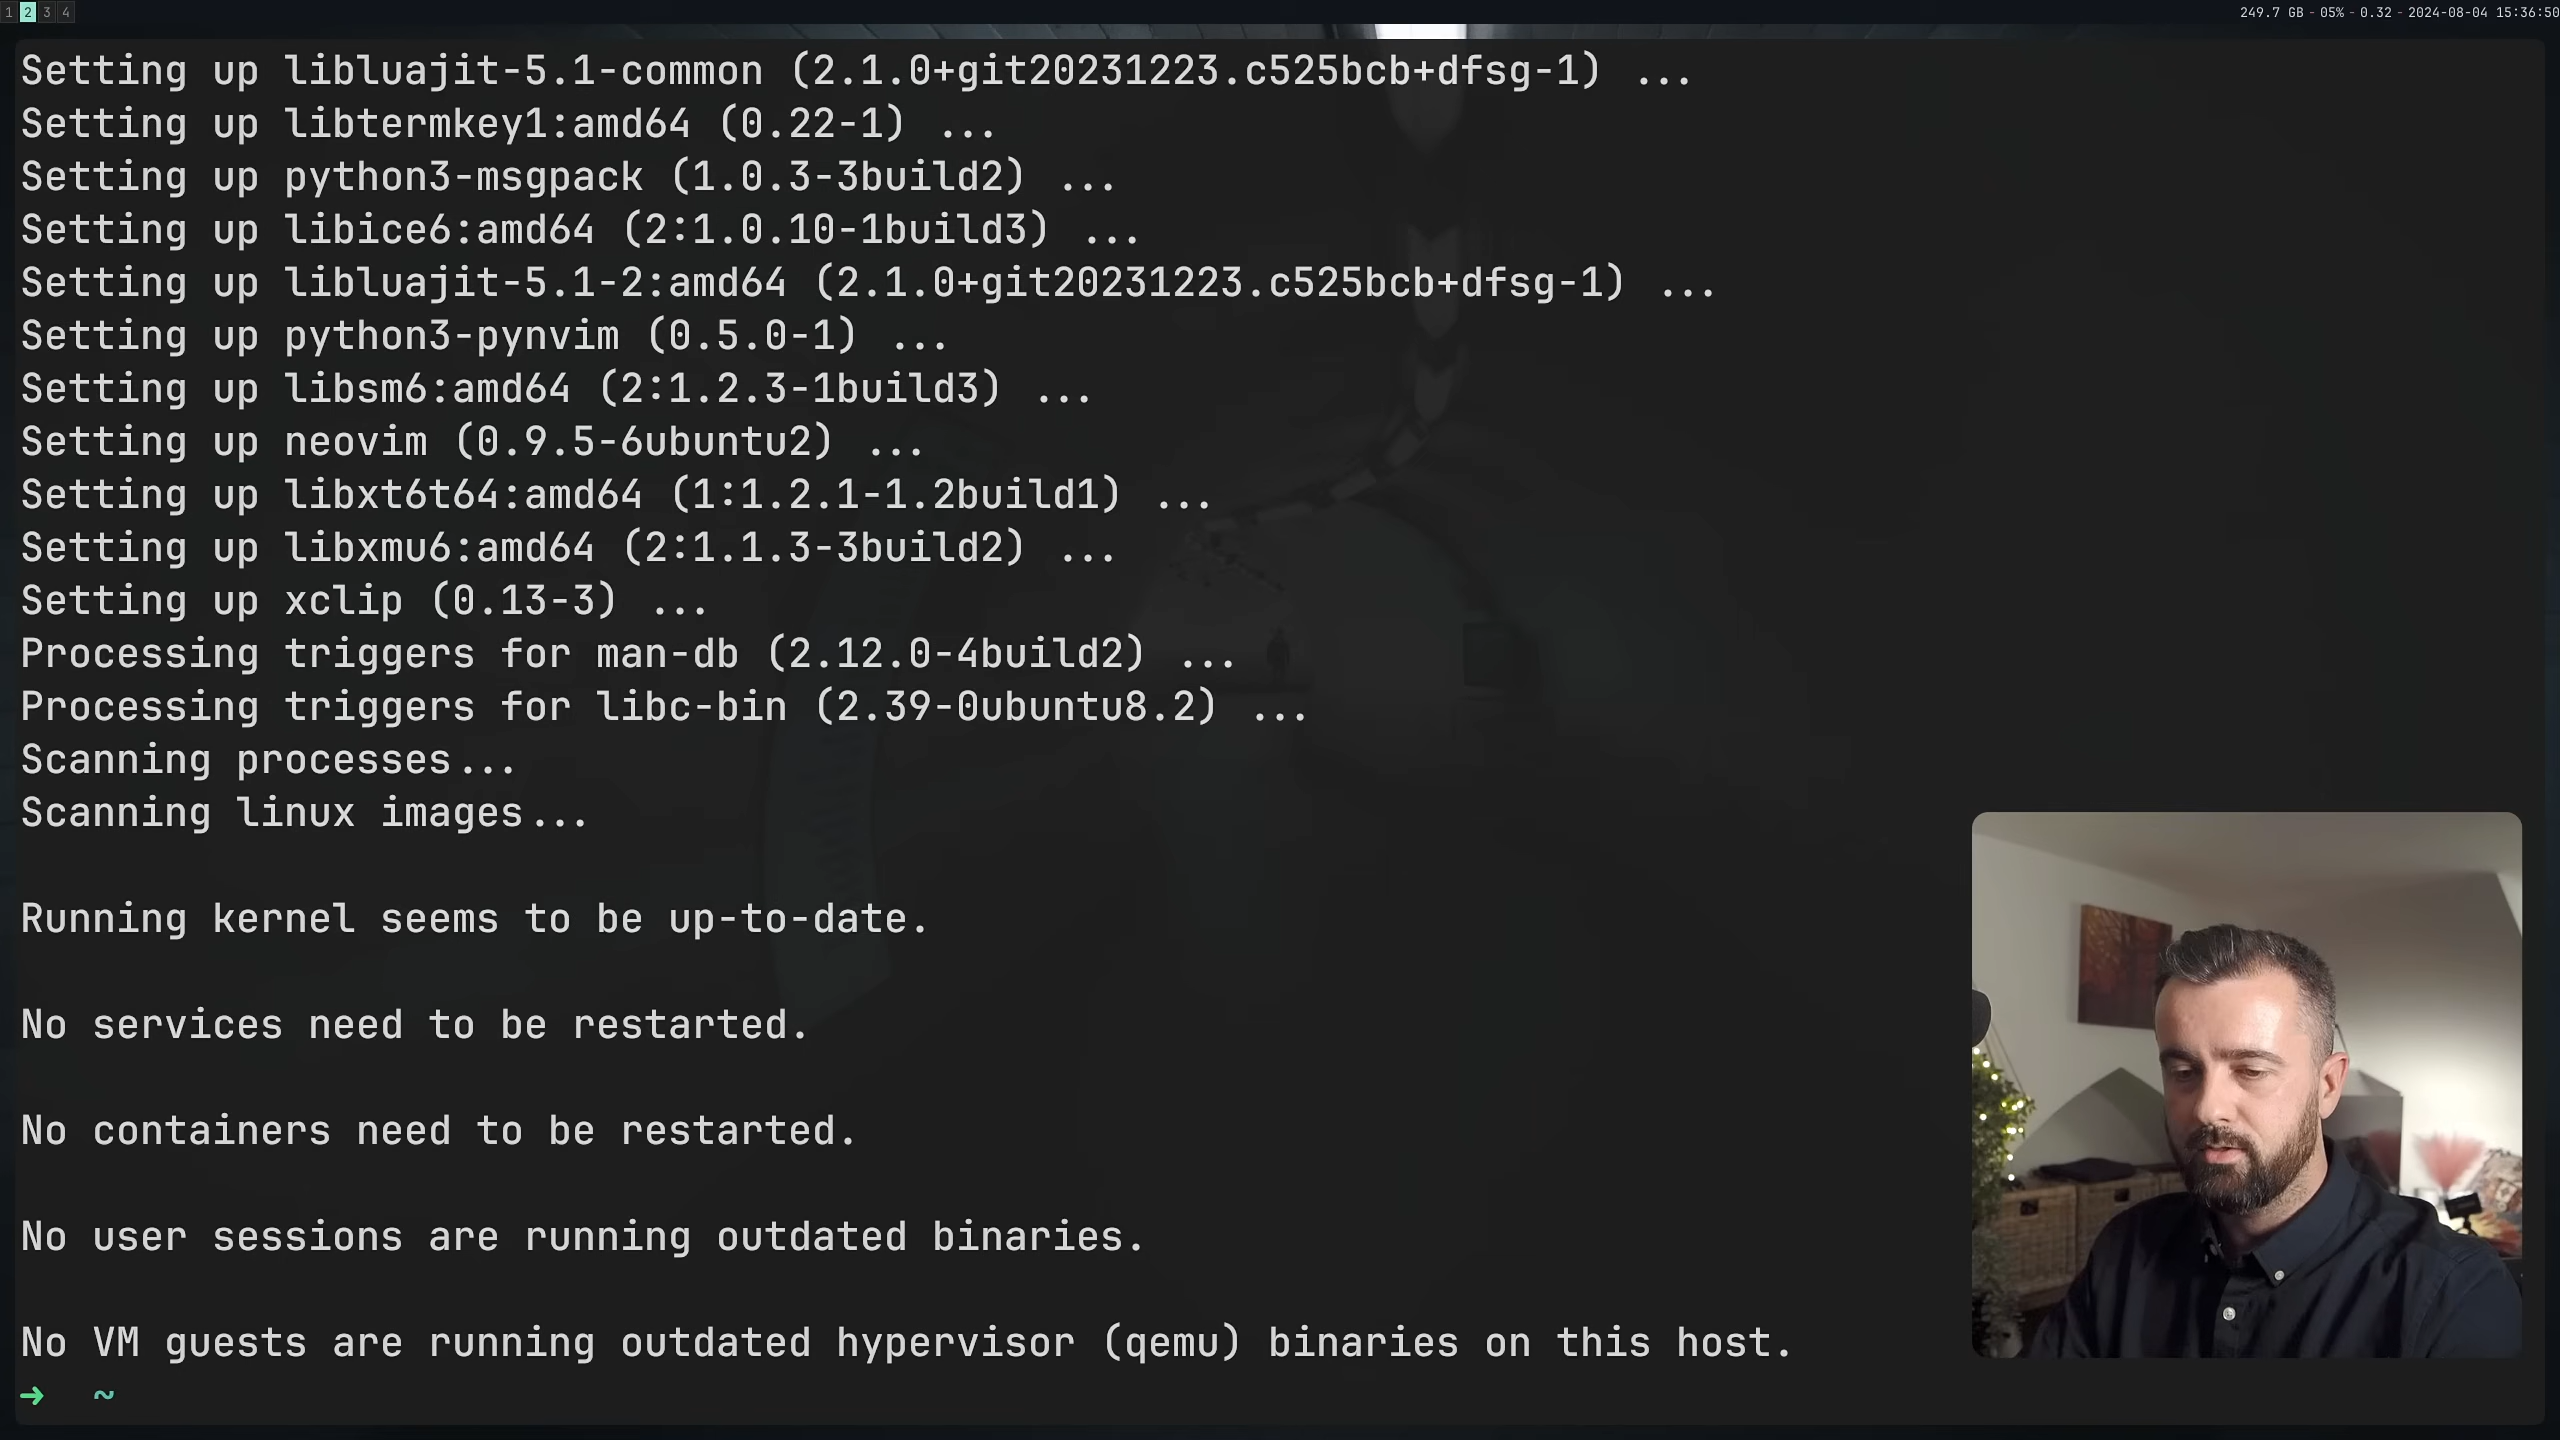 1 2 3 4
249.7 GB - 05% - 0.32 - 2024-08-04 15:36:50
Setting up libluajit-5.1-common (2.1.0+git20231223.c525bcb+dfsg-1) ...
Setting up libtermkey1:amd64 (0.22-1) ...
Setting up python3-msgpack (1.0.3-3build2) ...
Setting up libice6:amd64 (2:1.0.10-1build3) ...
Setting up libluajit-5.1-2:amd64 (2.1.0+git20231223.c525bcb+dfsg-1) ...
Setting up python3-pynvim (0.5.0-1) ...
Setting up libsm6:amd64 (2:1.2.3-1build3) ...
Setting up neovim (0.9.5-6ubuntu2) ...
Setting up libxt6t64:amd64 (1:1.2.1-1.2build1) ...
Setting up libxmu6:amd64 (2:1.1.3-3build2) ...
Setting up xclip (0.13-3) ...
Processing triggers for man-db (2.12.0-4build2) ...
Processing triggers for libc-bin (2.39-0ubuntu8.2) ...
Scanning processes...
Scanning linux images...
Running kernel seems to be up-to-date.
No services need to be restarted.
No containers need to be restarted.
No user sessions are running outdated binaries.
No VM guests are running outdated hypervisor (qemu) binaries on this host.
➜ ~